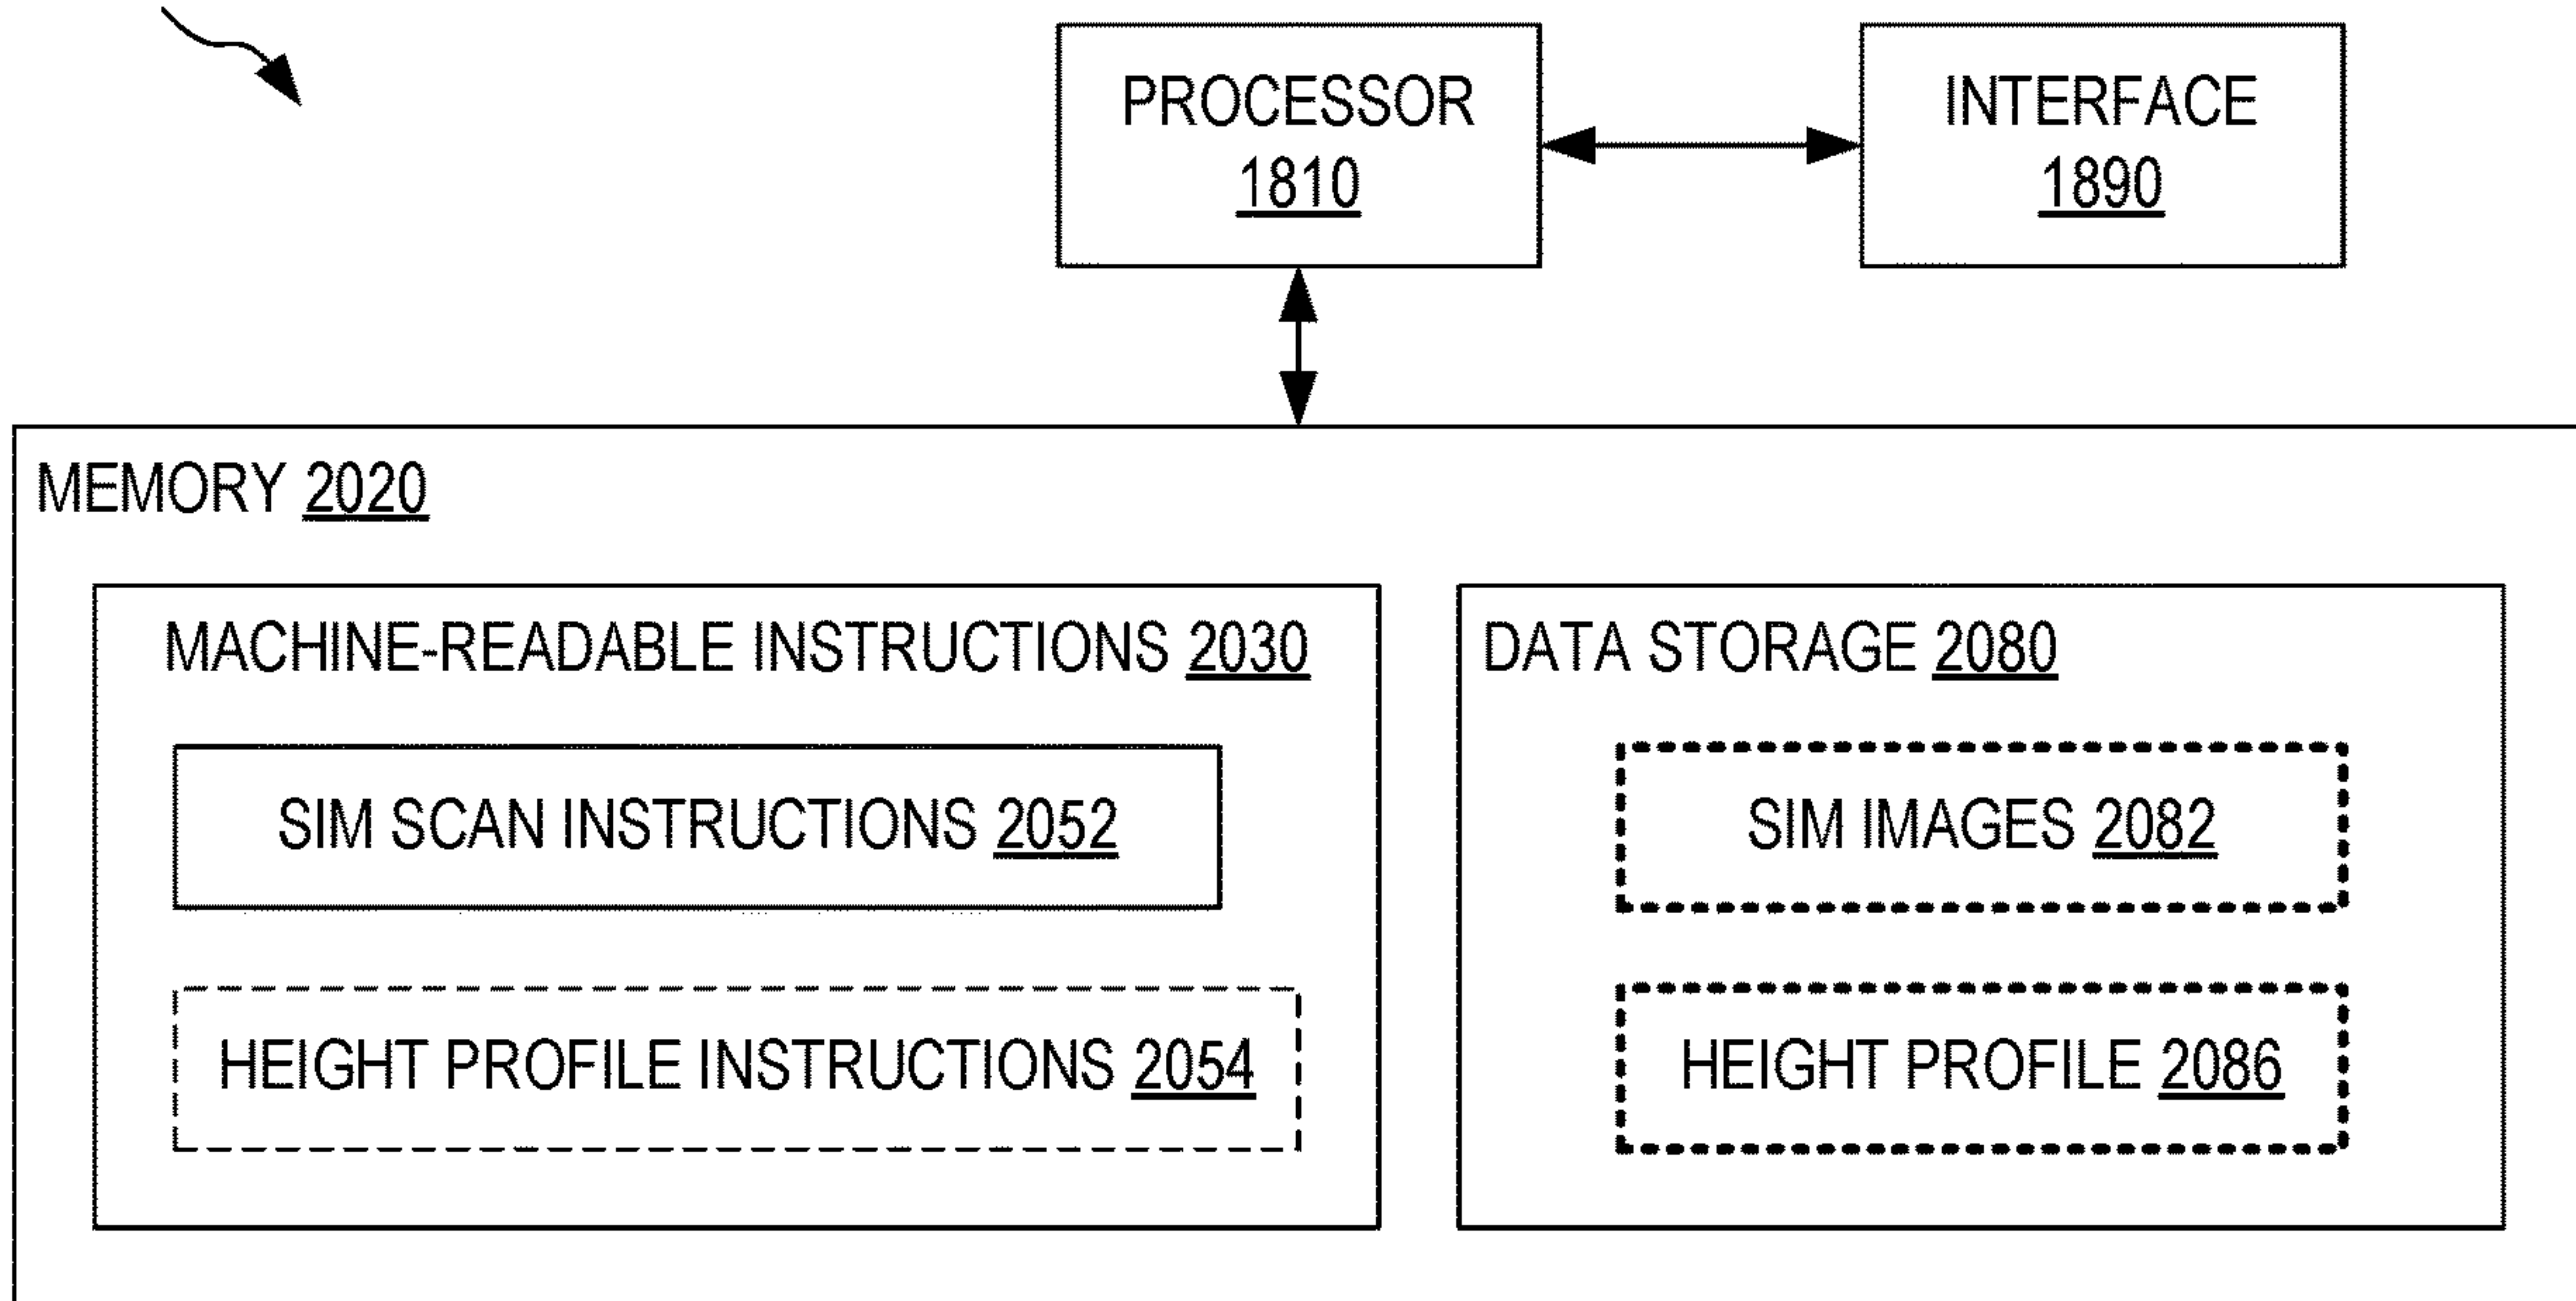 PROCESSOR
1810
INTERFACE
1890
MEMORY 2020
MACHINE-READABLE INSTRUCTIONS 2030
SIM SCAN INSTRUCTIONS 2052
HEIGHT PROFILE INSTRUCTIONS 2054
DATA STORAGE 2080
SIM IMAGES 2082
HEIGHT PROFILE 2086